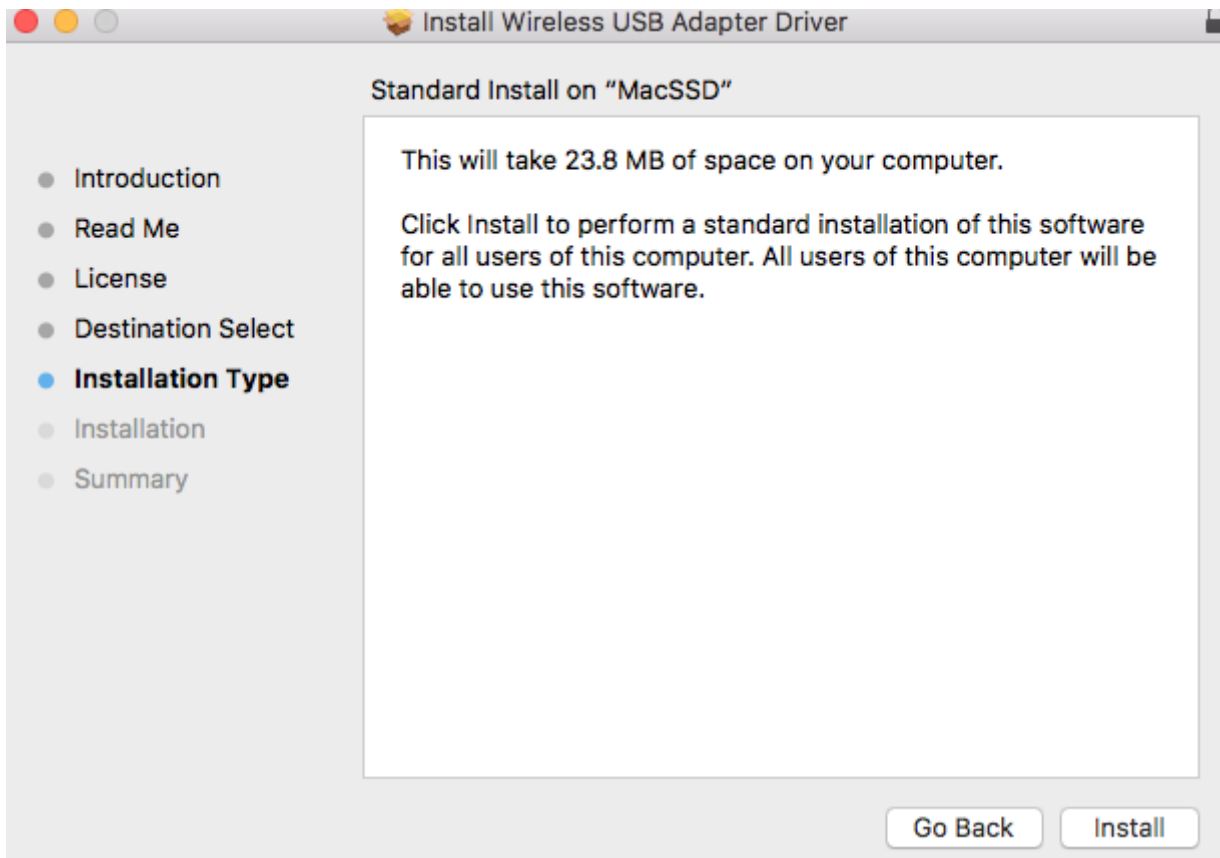 Install Wireless USB Adapter Driver
Standard Install on “MacSSD”
Introduction
Read Me
License
Destination Select
Installation Type
Installation
Summary
This will take 23.8 MB of space on your computer.
Click Install to perform a standard installation of this software
for all users of this computer. All users of this computer will be
able to use this software.
Go Back
Install